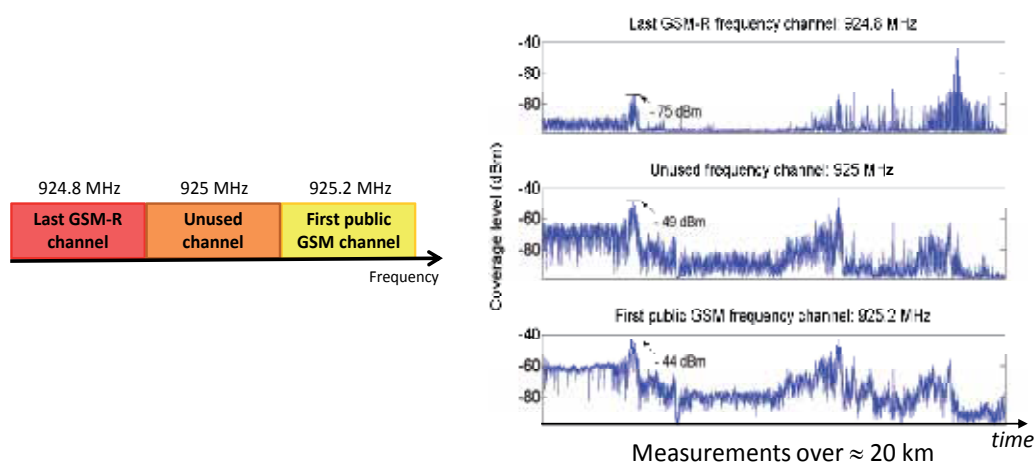 924.8 MHz 925 MHz 925.2 MHz
Last GSM-R channel
Unused channel
First public GSM channel
Frequency
Coverage level (dBm)
Last GSM-R frequency channel: 924.8 MHz
-40
-60
-80
- 75 dBm
Unused frequency channel: 925 MHz
-40
-60
-80
- 49 dBm
First public GSM frequency channel: 925.2 MHz
-40
-60
-80
- 44 dBm
time
Measurements over ≈ 20 km